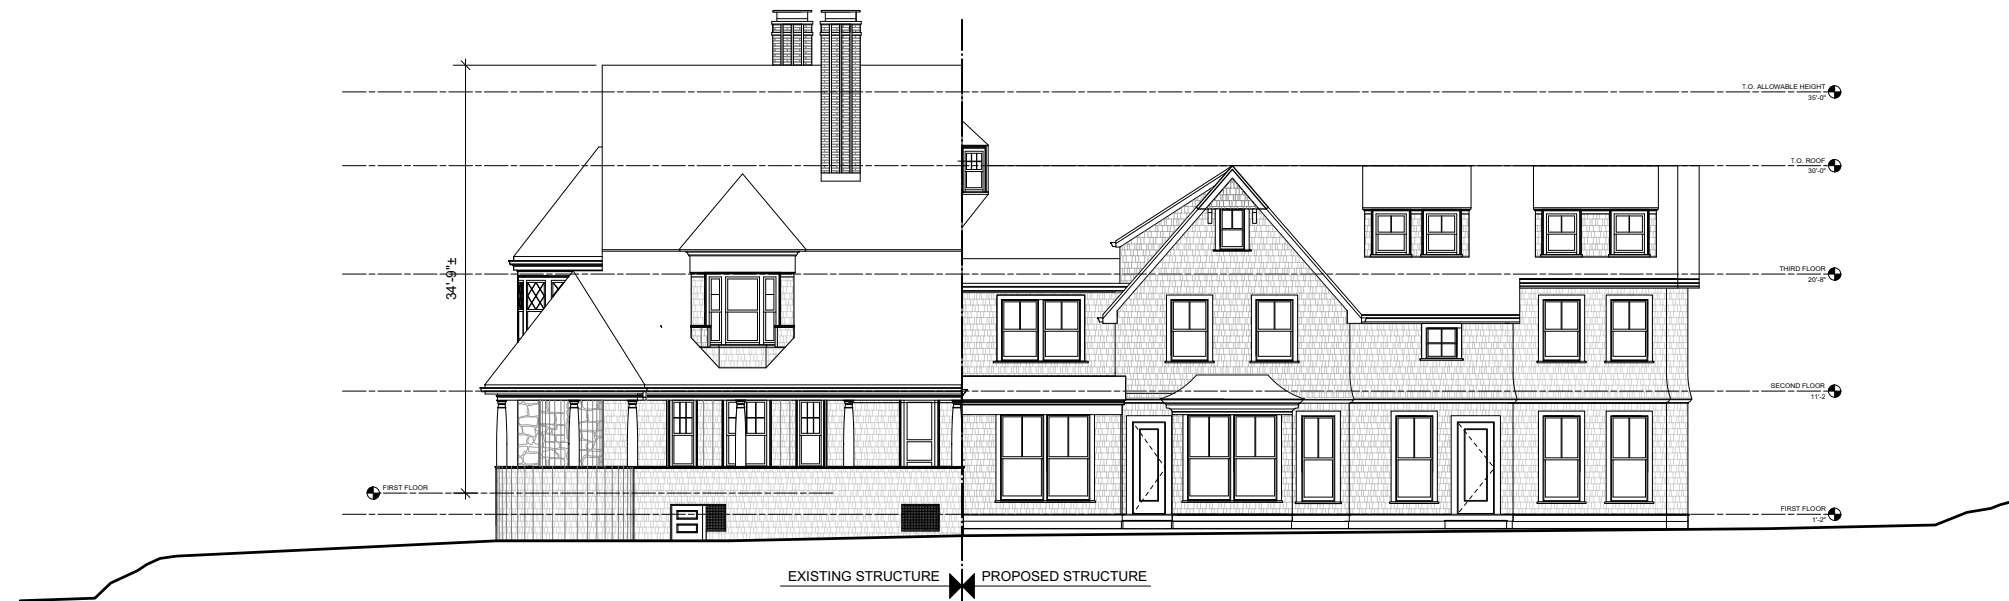 T.O. ALLOWABLE HEIGHT
35'-0"
T.O. ROOF
30'-0"
34'-9"±
THIRD FLOOR
20'-8"
SECOND FLOOR
11'-2
FIRST FLOOR
FIRST FLOOR
1'-2"
EXISTING STRUCTURE
PROPOSED STRUCTURE